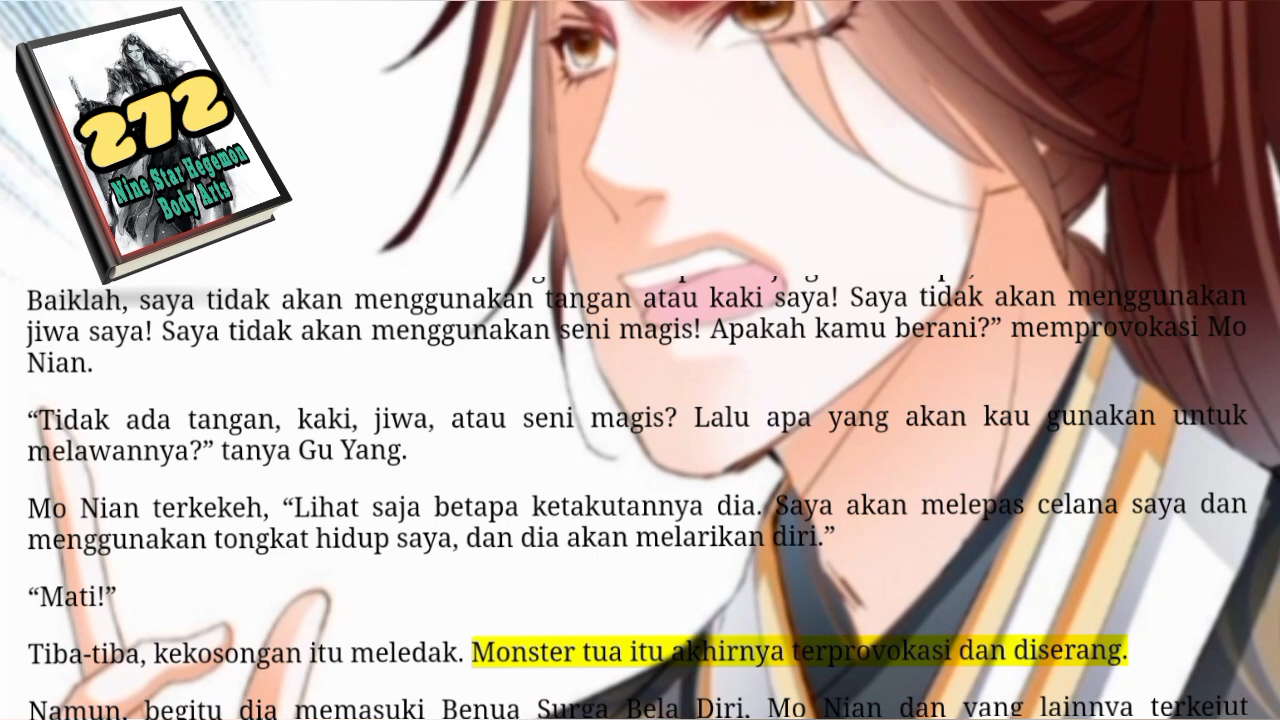 272
Nine Star Hegemon
Body Arts
Baiklah, saya tidak akan menggunakan tangan atau kaki saya! Saya tidak akan menggunakan
jiwa saya! Saya tidak akan menggunakan seni magis! Apakah kamu berani?” memprovokasi Mo
Nian.
“Tidak ada tangan, kaki, jiwa, atau seni magis? Lalu apa yang akan kau gunakan untuk
melawannya?” tanya Gu Yang.
Mo Nian terkekeh, “Lihat saja betapa ketakutannya dia. Saya akan melepas celana saya dan
menggunakan tongkat hidup saya, dan dia akan melarikan diri.”
“Mati!”
Tiba-tiba, kekosongan itu meledak. Monster tua itu akhirnya terprovokasi dan diserang.
Namun, begitu dia memasuki Benua Surga Bela Diri, Mo Nian dan yang lainnya terkejut